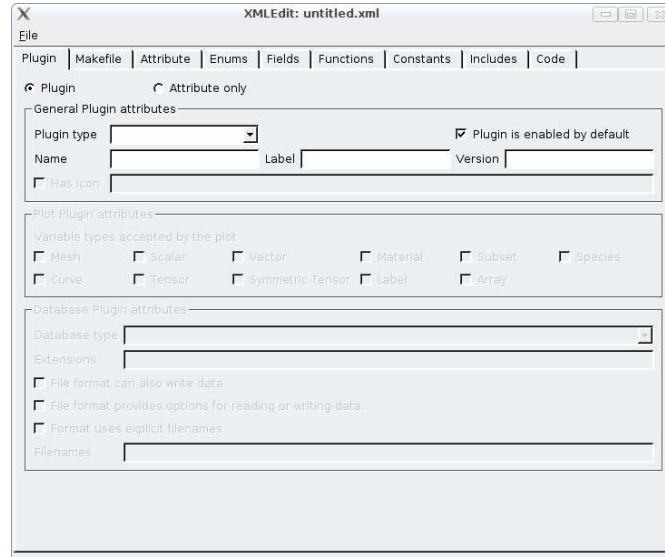 XMLEdit: untitled.xml
File
Plugin Makefile Attribute Enums Fields Functions Constants Includes Code
Plugin Attribute only
General Plugin attributes
Plugin type Plugin is enabled by default
Name Label Version
Has icon
Plot Plugin attributes
Variable types accepted by the plot
Mesh Scalar Vector Material Subset Species
Curve Tensor Symmetric Tensor Label Array
Database Plugin attributes
Database type
Extensions
File format can also write data
File format provides options for reading or writing data.
Format uses explicit filenames
Filenames